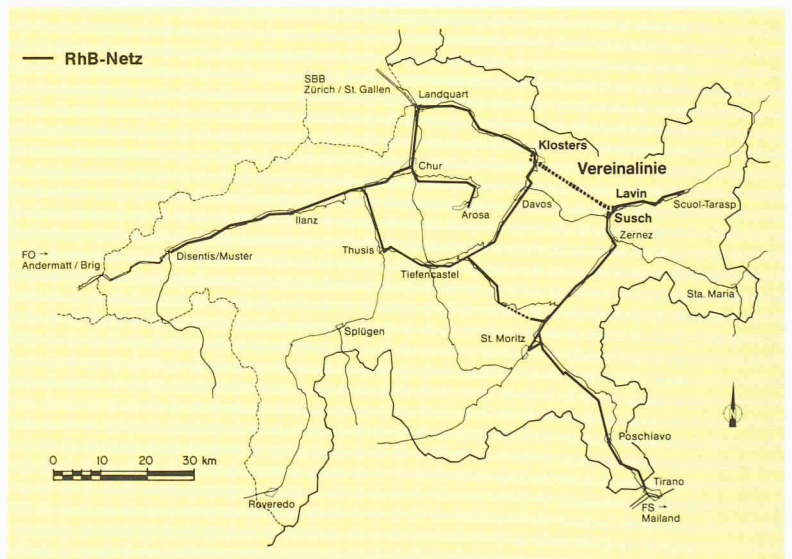 RhB-Netz
SBB
Zürich / St. Gallen
Landquart
Klosters
Vereinalinie
Chur
Lavin
Arosa
Davos
Scuol-Tarasp
Ilanz
Susch
Zernez
FO →
Andermatt / Brig
Disentis/Mustér
Thusis
Tiefencastel
Sta. Maria
Splügen
St. Moritz
N
Poschiavo
0 10 20 30 km
Tirano
Roveredo
FS →
Mailand